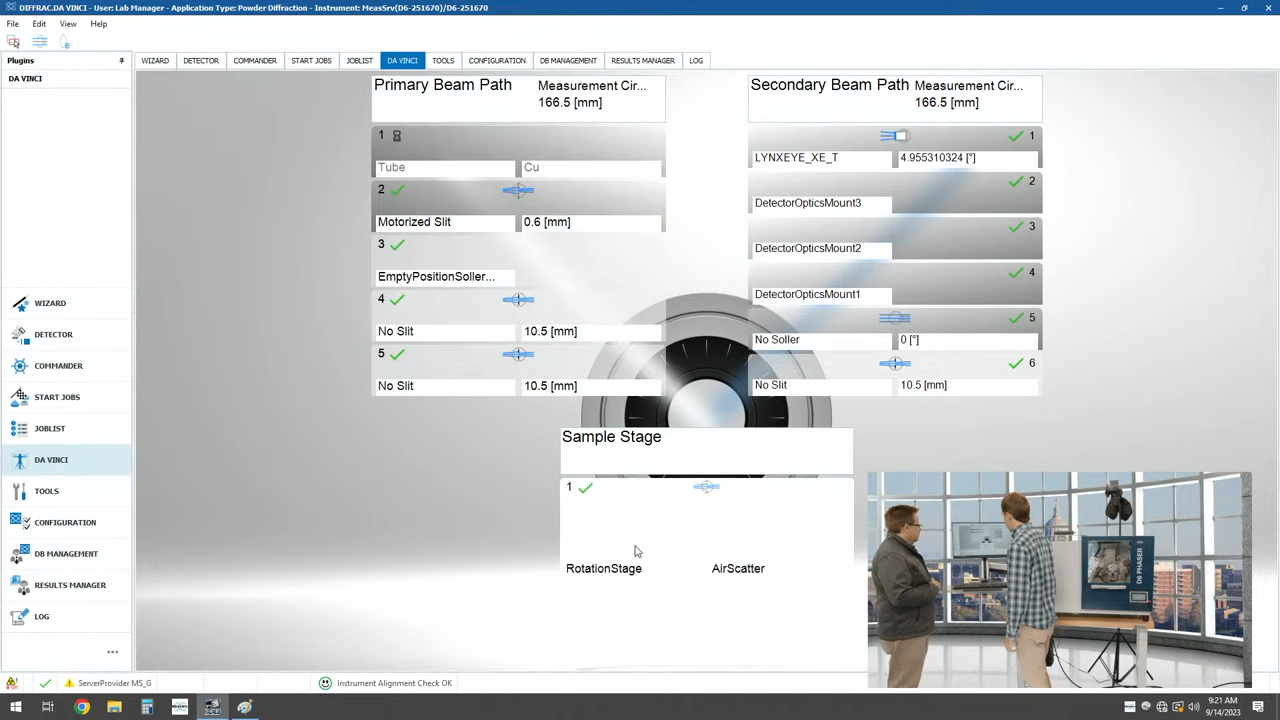 DIFFRAC.DA VINCI - User: Lab Manager - Application Type: Powder Diffraction - Instrument: MeasSrv(D6-251670)/D6-251670
File Edit View Help
Plugins
DA VINCI
WIZARD DETECTOR COMMANDER START JOBS JOBLIST DA VINCI TOOLS CONFIGURATION DB MANAGEMENT RESULTS MANAGER LOG
Primary Beam Path Measurement Cir...
166.5 [mm]
1
Tube Cu
2
Motorized Slit 0.6 [mm]
3
EmptyPositionSoller...
4
No Slit 10.5 [mm]
5
No Slit 10.5 [mm]
Secondary Beam Path Measurement Cir...
166.5 [mm]
1
LYNXEYE_XE_T 4.955310324 [°]
2
DetectorOpticsMount3
3
DetectorOpticsMount2
4
DetectorOpticsMount1
5
No Soller 0 [°]
6
No Slit 10.5 [mm]
Sample Stage
1
RotationStage AirScatter
WIZARD
DETECTOR
COMMANDER
START JOBS
JOBLIST
DA VINCI
TOOLS
CONFIGURATION
DB MANAGEMENT
RESULTS MANAGER
LOG
...
D6 PHASER
ServerProvider MS_G Instrument Alignment Check OK
9:21 AM
9/14/2023